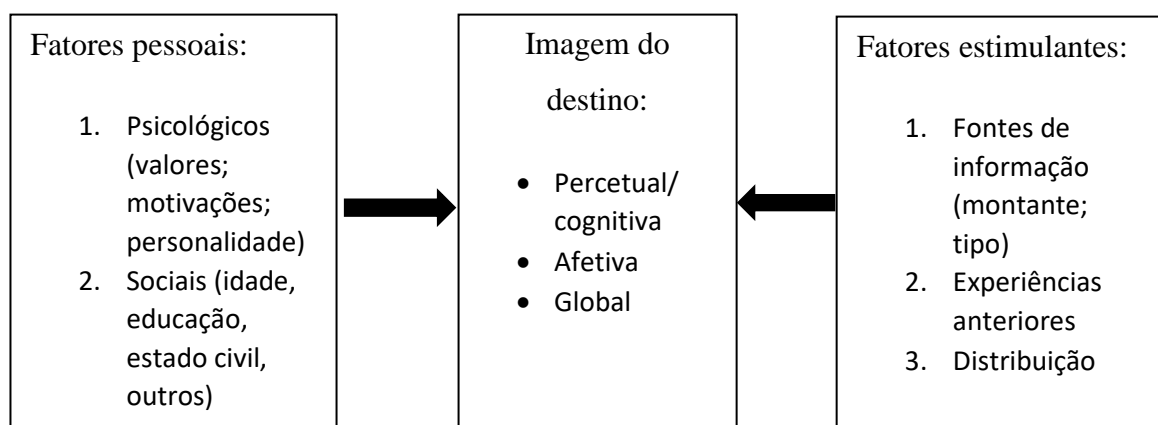 Fatores pessoais:
1. Psicológicos
(valores;
motivações;
personalidade)
2. Sociais (idade,
educação,
estado civil,
outros)
Imagem do
destino:
• Percetual/
cognitiva
• Afetiva
• Global
Fatores estimulantes:
1. Fontes de
informação
(montante;
tipo)
2. Experiências
anteriores
3. Distribuição